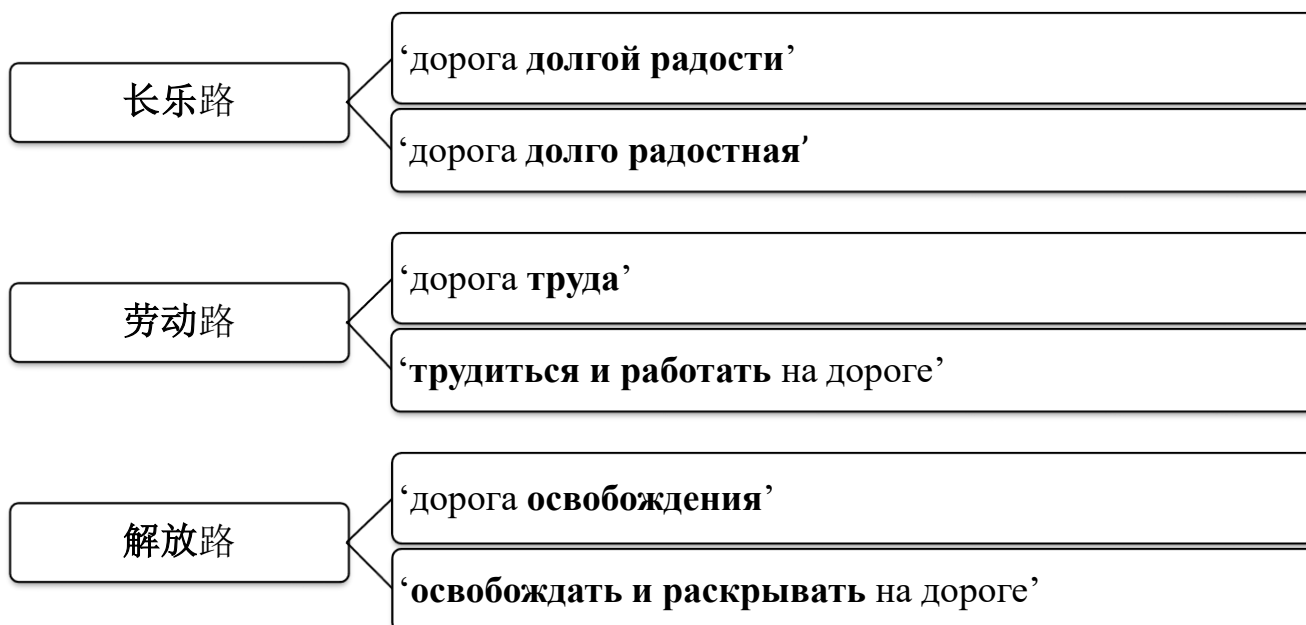 长乐路
‘дорога долгой радости’
‘дорога долго радостная’
劳动路
‘дорога труда’
‘трудиться и работать на дороге’
解放路
‘дорога освобождения’
‘освобождать и раскрывать на дороге’